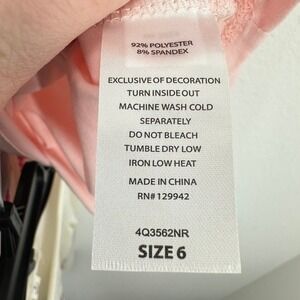 92% POLYESTER
8% SPANDEX
EXCLUSIVE OF DECORATION
TURN INSIDE OUT
MACHINE WASH COLD
SEPARATELY
DO NOT BLEACH
TUMBLE DRY LOW
IRON LOW HEAT
MADE IN CHINA
RN# 129942
4Q3562NR
SIZE 6